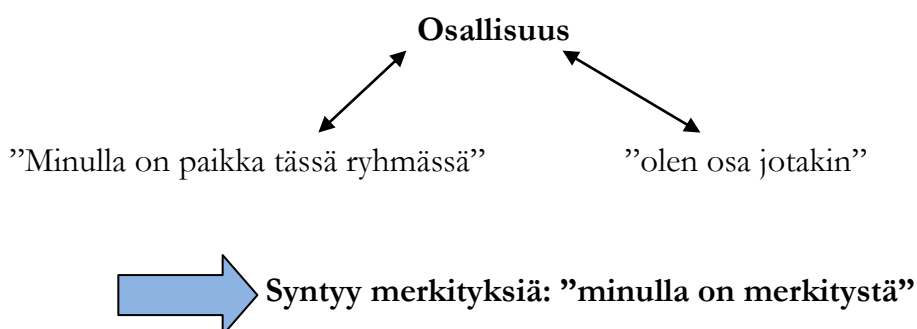 Osallisuus
”Minulla on paikka tässä ryhmässä” ”olen osa jotakin”
Syntyy merkityksiä: ”minulla on merkitystä”